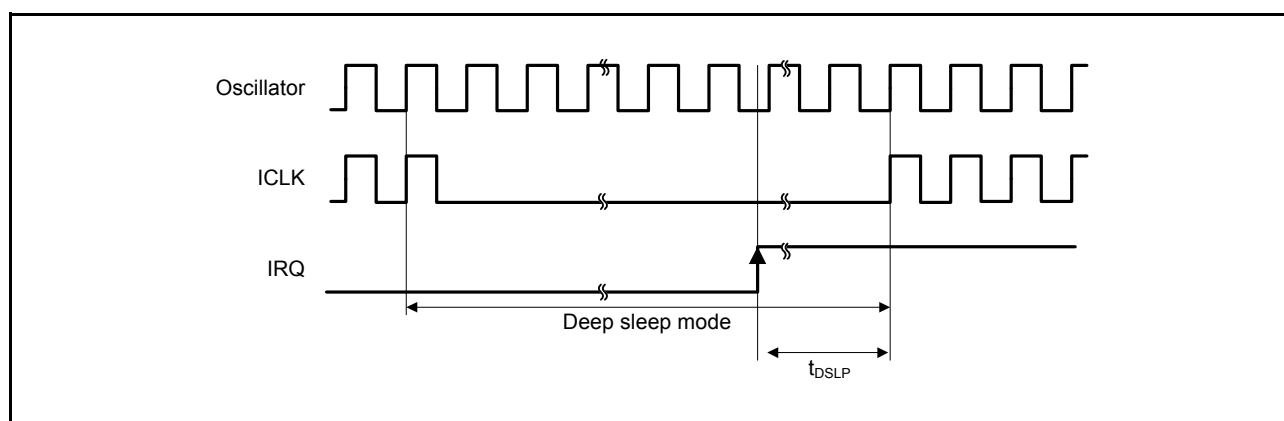 Oscillator
ICLK
IRQ
Deep sleep mode
tDSLP